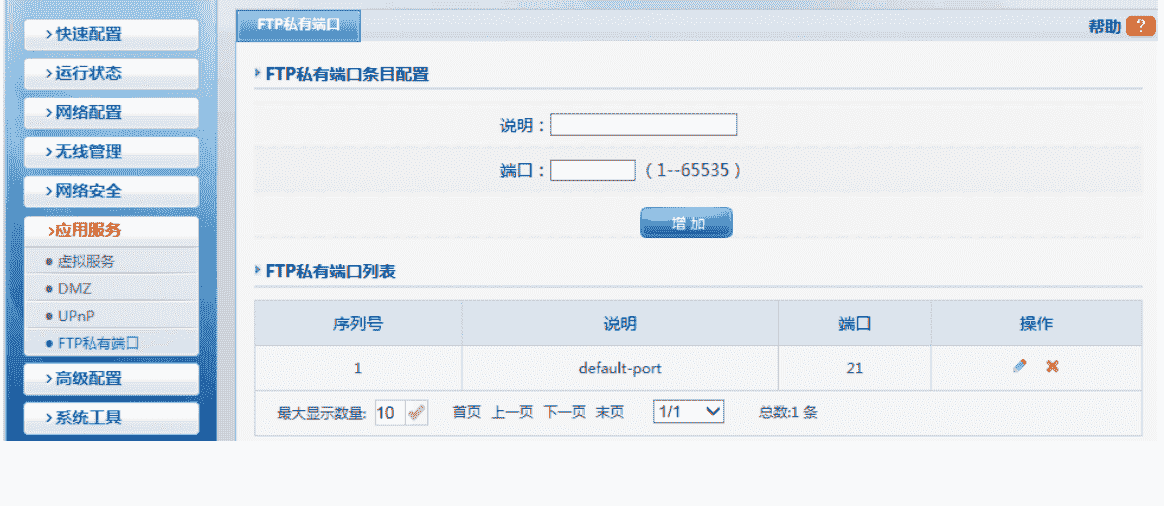 >快速配置
>运行状态
>网络配置
>无线管理
>网络安全
>应用服务
虚拟服务
DMZ
UPnP
FTP私有端口
>高级配置
>系统工具
FTP私有端口
帮助 ?
FTP私有端口条目配置
说明：
端口： （1--65535）
增加
FTP私有端口列表
序列号 说明 端口 操作
1 default-port 21
最大显示数量: 10 首页 上一页 下一页 末页 1/1 总数:1 条